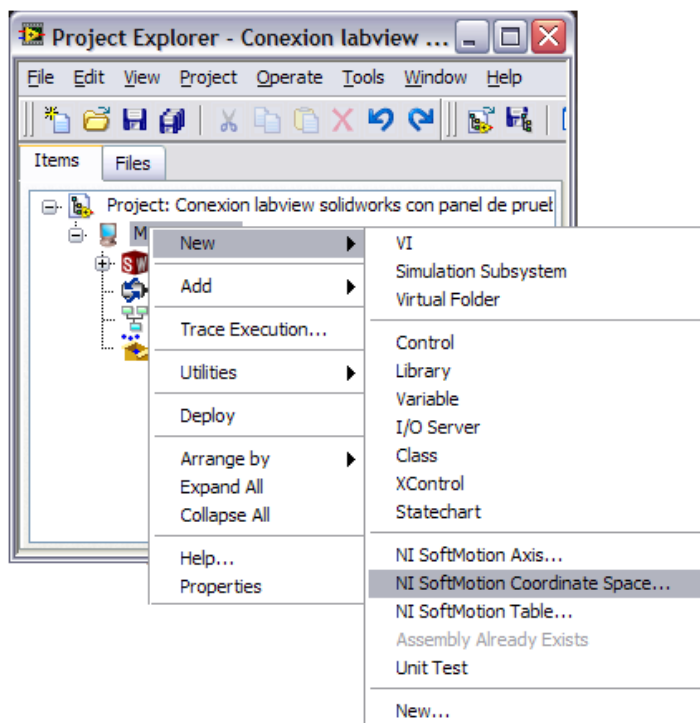 Project Explorer - Conexion labview ...
File Edit View Project Operate Tools Window Help
Items Files
Project: Conexion labview solidworks con panel de
M
New
Add
Trace Execution...
Utilities
Deploy
Arrange by
Expand All
Collapse All
Help...
Properties
VI
Simulation Subsystem
Virtual Folder
Control
Library
Variable
I/O Server
Class
XControl
Statechart
NI SoftMotion Axis...
NI SoftMotion Coordinate Space...
NI SoftMotion Table...
Assembly Already Exists
Unit Test
New...